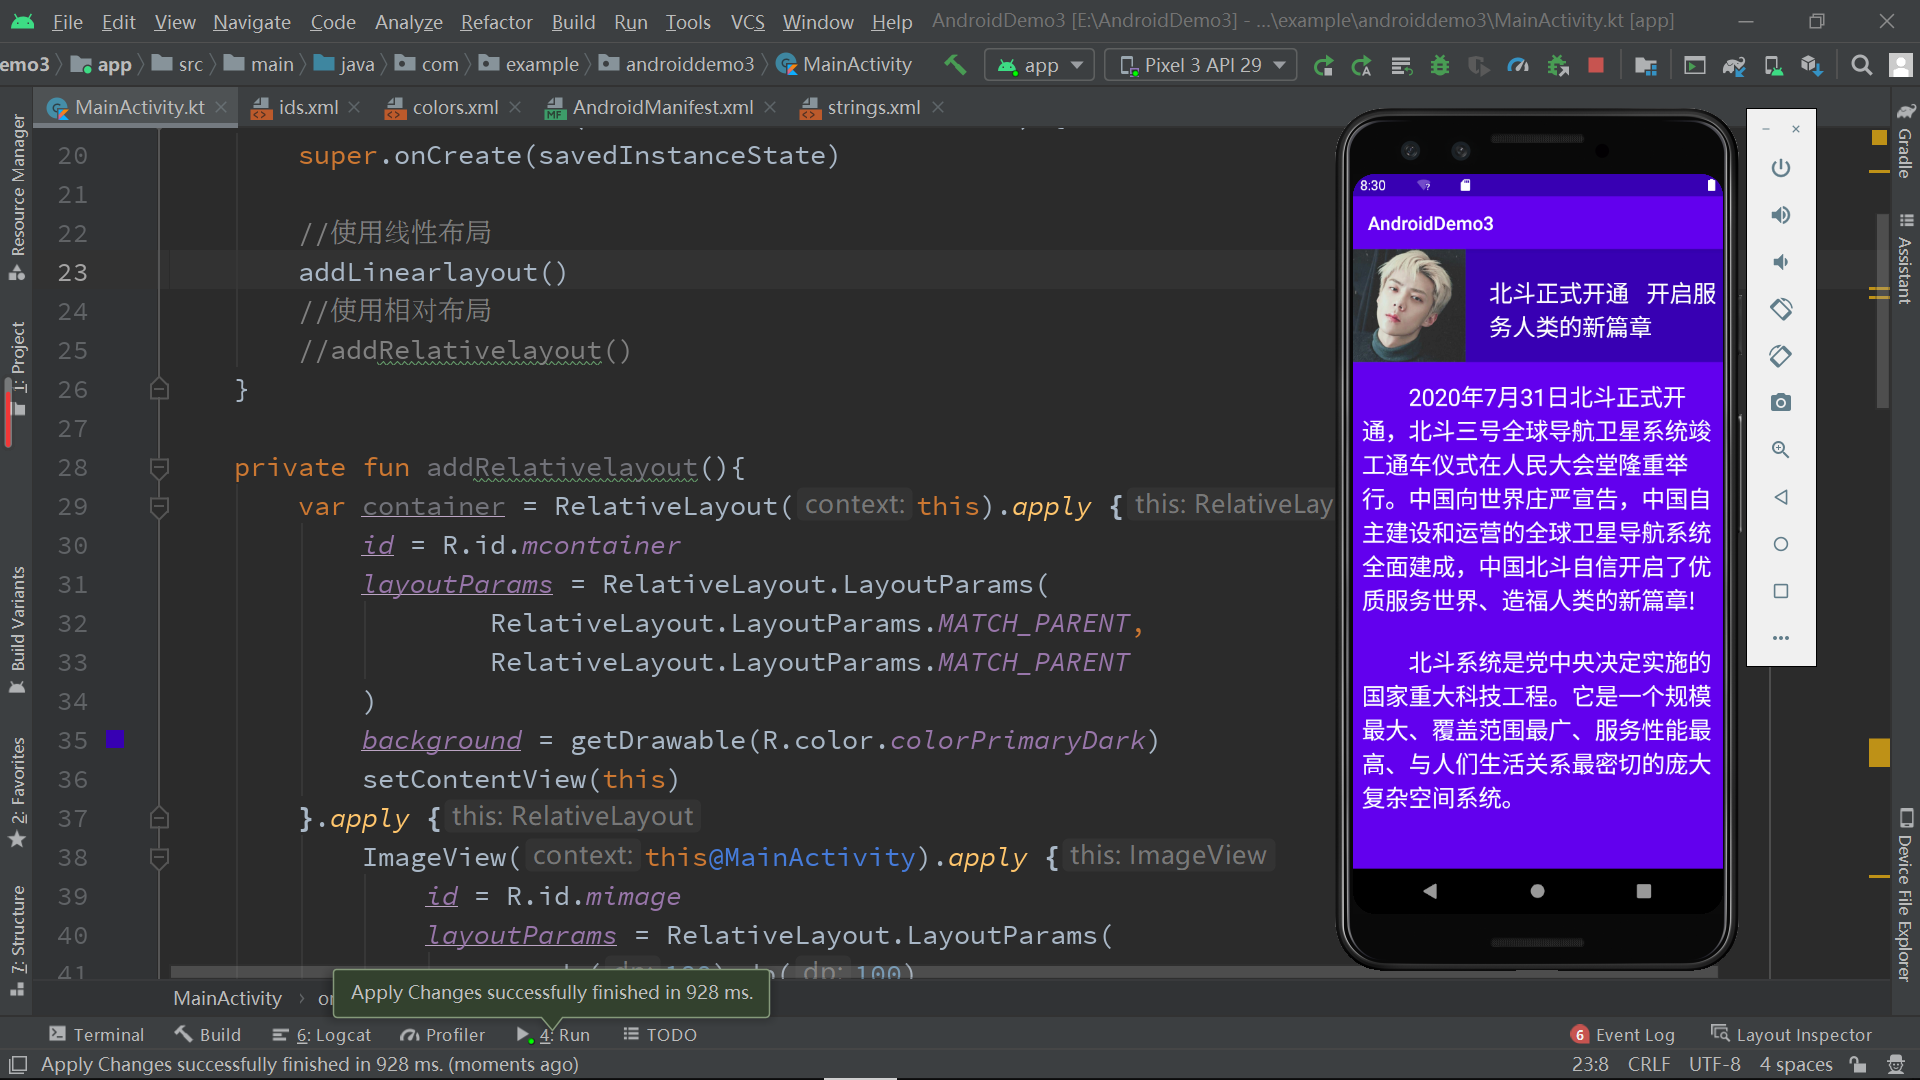 File Edit View Navigate Code Analyze Refactor Build Run Tools VCS Window Help AndroidDemo3 [E:\AndroidDemo3] - ...\example\androiddemo3\MainActivity.kt [app]
emo3 app src main java com example androiddemo3 MainActivity app Pixel 3 API 29
MainActivity.kt ids.xml colors.xml AndroidManifest.xml strings.xml
Resource Manager
1: Project
Build Variants
2: Favorites
7: Structure
20 super.onCreate(savedInstanceState)
21
22 //使用线性布局
23 addLinearlayout()
24 //使用相对布局
25 //addRelativelayout()
26 }
27
28 private fun addRelativelayout(){
29 var container = RelativeLayout( context: this).apply { this: RelativeLay
30 id = R.id.mcontainer
31 layoutParams = RelativeLayout.LayoutParams(
32 RelativeLayout.LayoutParams.MATCH_PARENT,
33 RelativeLayout.LayoutParams.MATCH_PARENT
34 )
35 background = getDrawable(R.color.colorPrimaryDark)
36 setContentView(this)
37 }.apply { this: RelativeLayout
38 ImageView( context: this@MainActivity).apply { this: ImageView
39 id = R.id.mimage
40 layoutParams = RelativeLayout.LayoutParams(
41 dp: 100) dp: 100)
8:30
AndroidDemo3
北斗正式开通 开启服
务人类的新篇章
2020年7月31日北斗正式开
通，北斗三号全球导航卫星系统竣
工通车仪式在人民大会堂隆重举
行。中国向世界庄严宣告，中国自
主建设和运营的全球卫星导航系统
全面建成，中国北斗自信开启了优
质服务世界、造福人类的新篇章!
北斗系统是党中央决定实施的
国家重大科技工程。它是一个规模
最大、覆盖范围最广、服务性能最
高、与人们生活关系最密切的庞大
复杂空间系统。
Gradle
Assistant
Device File Explorer
MainActivity › or
Apply Changes successfully finished in 928 ms.
Terminal Build 6: Logcat Profiler 4: Run TODO 6 Event Log Layout Inspector
Apply Changes successfully finished in 928 ms. (moments ago) 23:8 CRLF UTF-8 4 spaces